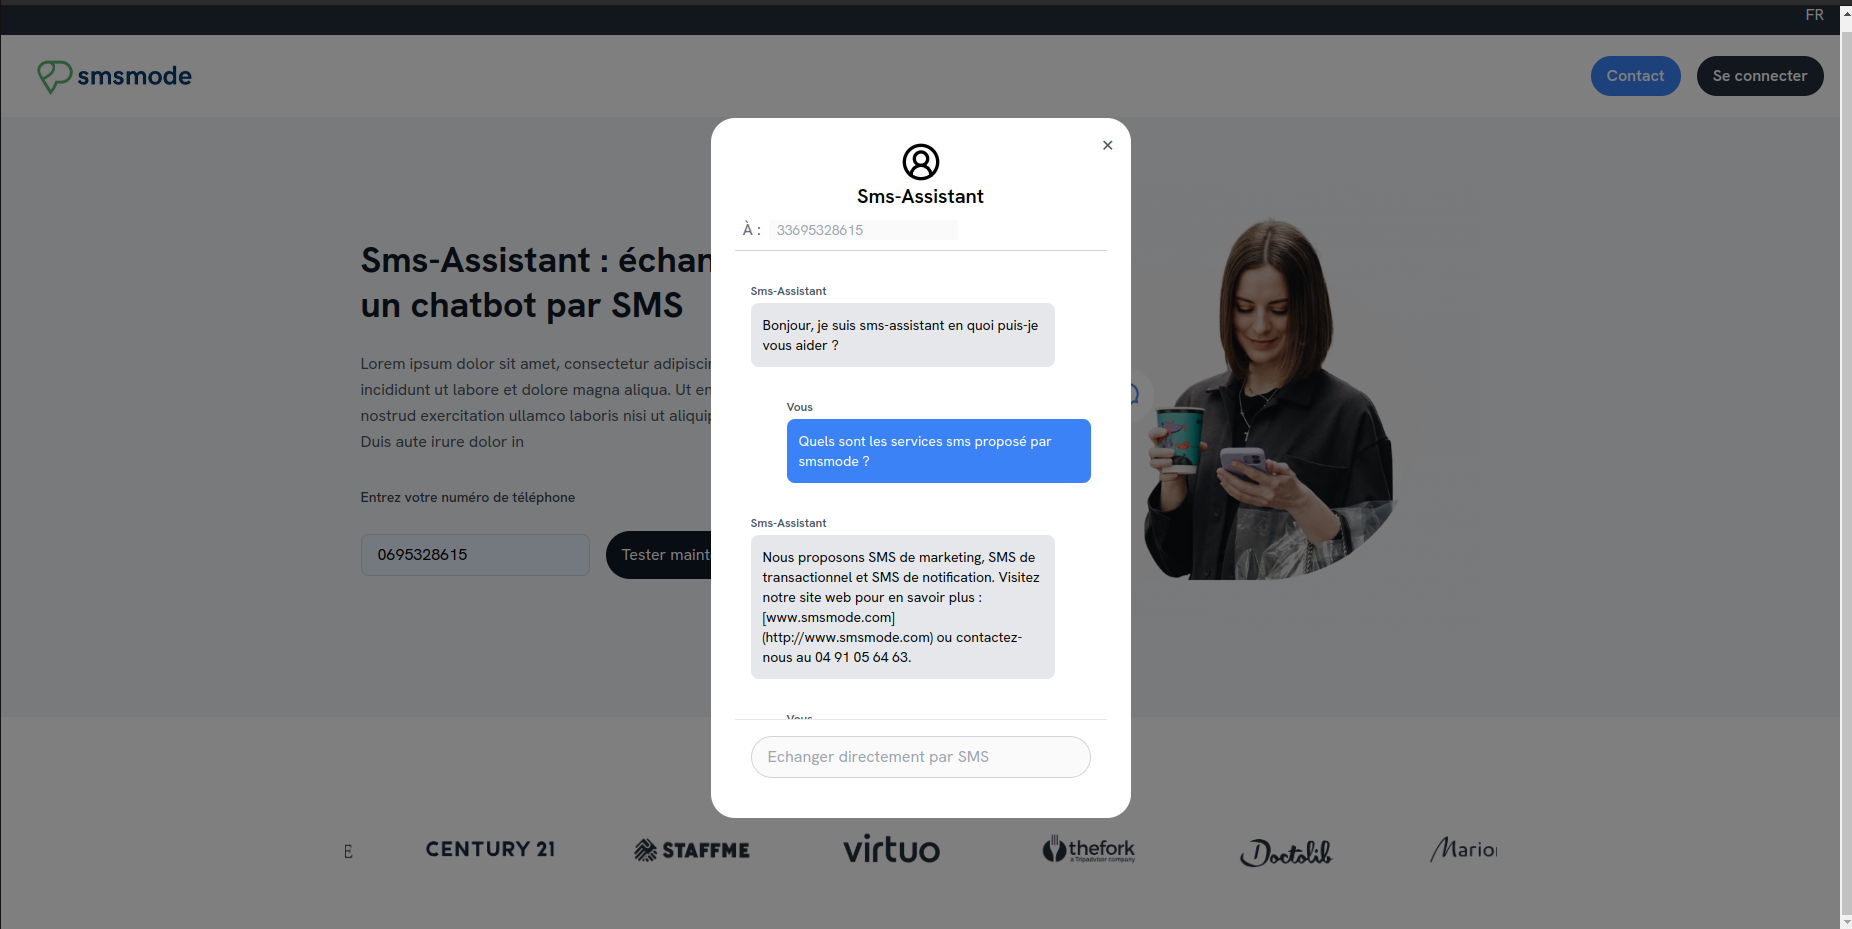 FR
smsmode
Contact
Se connecter
Sms-Assistant : échan
un chatbot par SMS
Lorem ipsum dolor sit amet, consectetur adipiscin
incididunt ut labore et dolore magna aliqua. Ut en
nostrud exercitation ullamco laboris nisi ut aliquip
Duis aute irure dolor in
Entrez votre numéro de téléphone
0695328615
Tester maint
×
Sms-Assistant
À :
33695328615
Sms-Assistant
Bonjour, je suis sms-assistant en quoi puis-je
vous aider ?
Vous
Quels sont les services sms proposé par
smsmode ?
Sms-Assistant
Nous proposons SMS de marketing, SMS de
transactionnel et SMS de notification. Visitez
notre site web pour en savoir plus :
[www.smsmode.com]
(http://www.smsmode.com) ou contactez-
nous au 04 91 05 64 63.
Vous
Echanger directement par SMS
E
CENTURY 21
STAFFME
virtuo
thefork
a Tripadvisor company
Doctolib
Mario